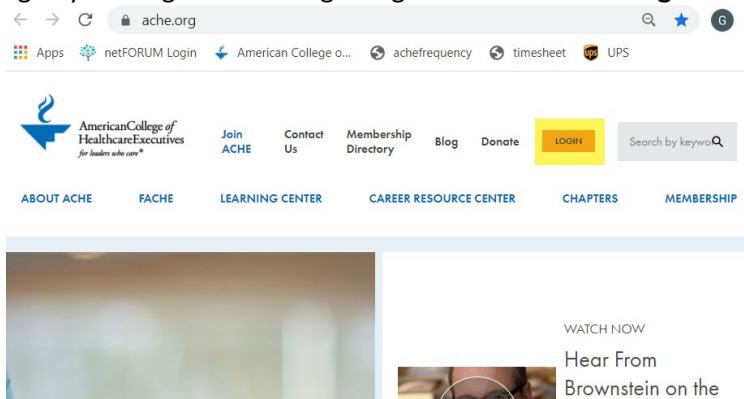 ache.org
G
Apps netFORUM Login American College o... achefrequency timesheet ups UPS
American College of
Healthcare Executives
for leaders who care®
Join
ACHE
Contact
Us
Membership
Directory
Blog
Donate
LOGIN
Search by keywo
ABOUT ACHE FACHE LEARNING CENTER CAREER RESOURCE CENTER CHAPTERS MEMBERSHIP
WATCH NOW
Hear From
Brownstein on the